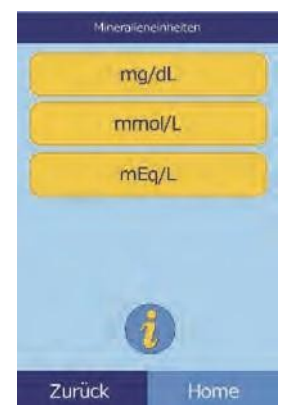 Mineralieneinheiten
mg/dL
mmol/L
mEq/L
i
Zurück Home